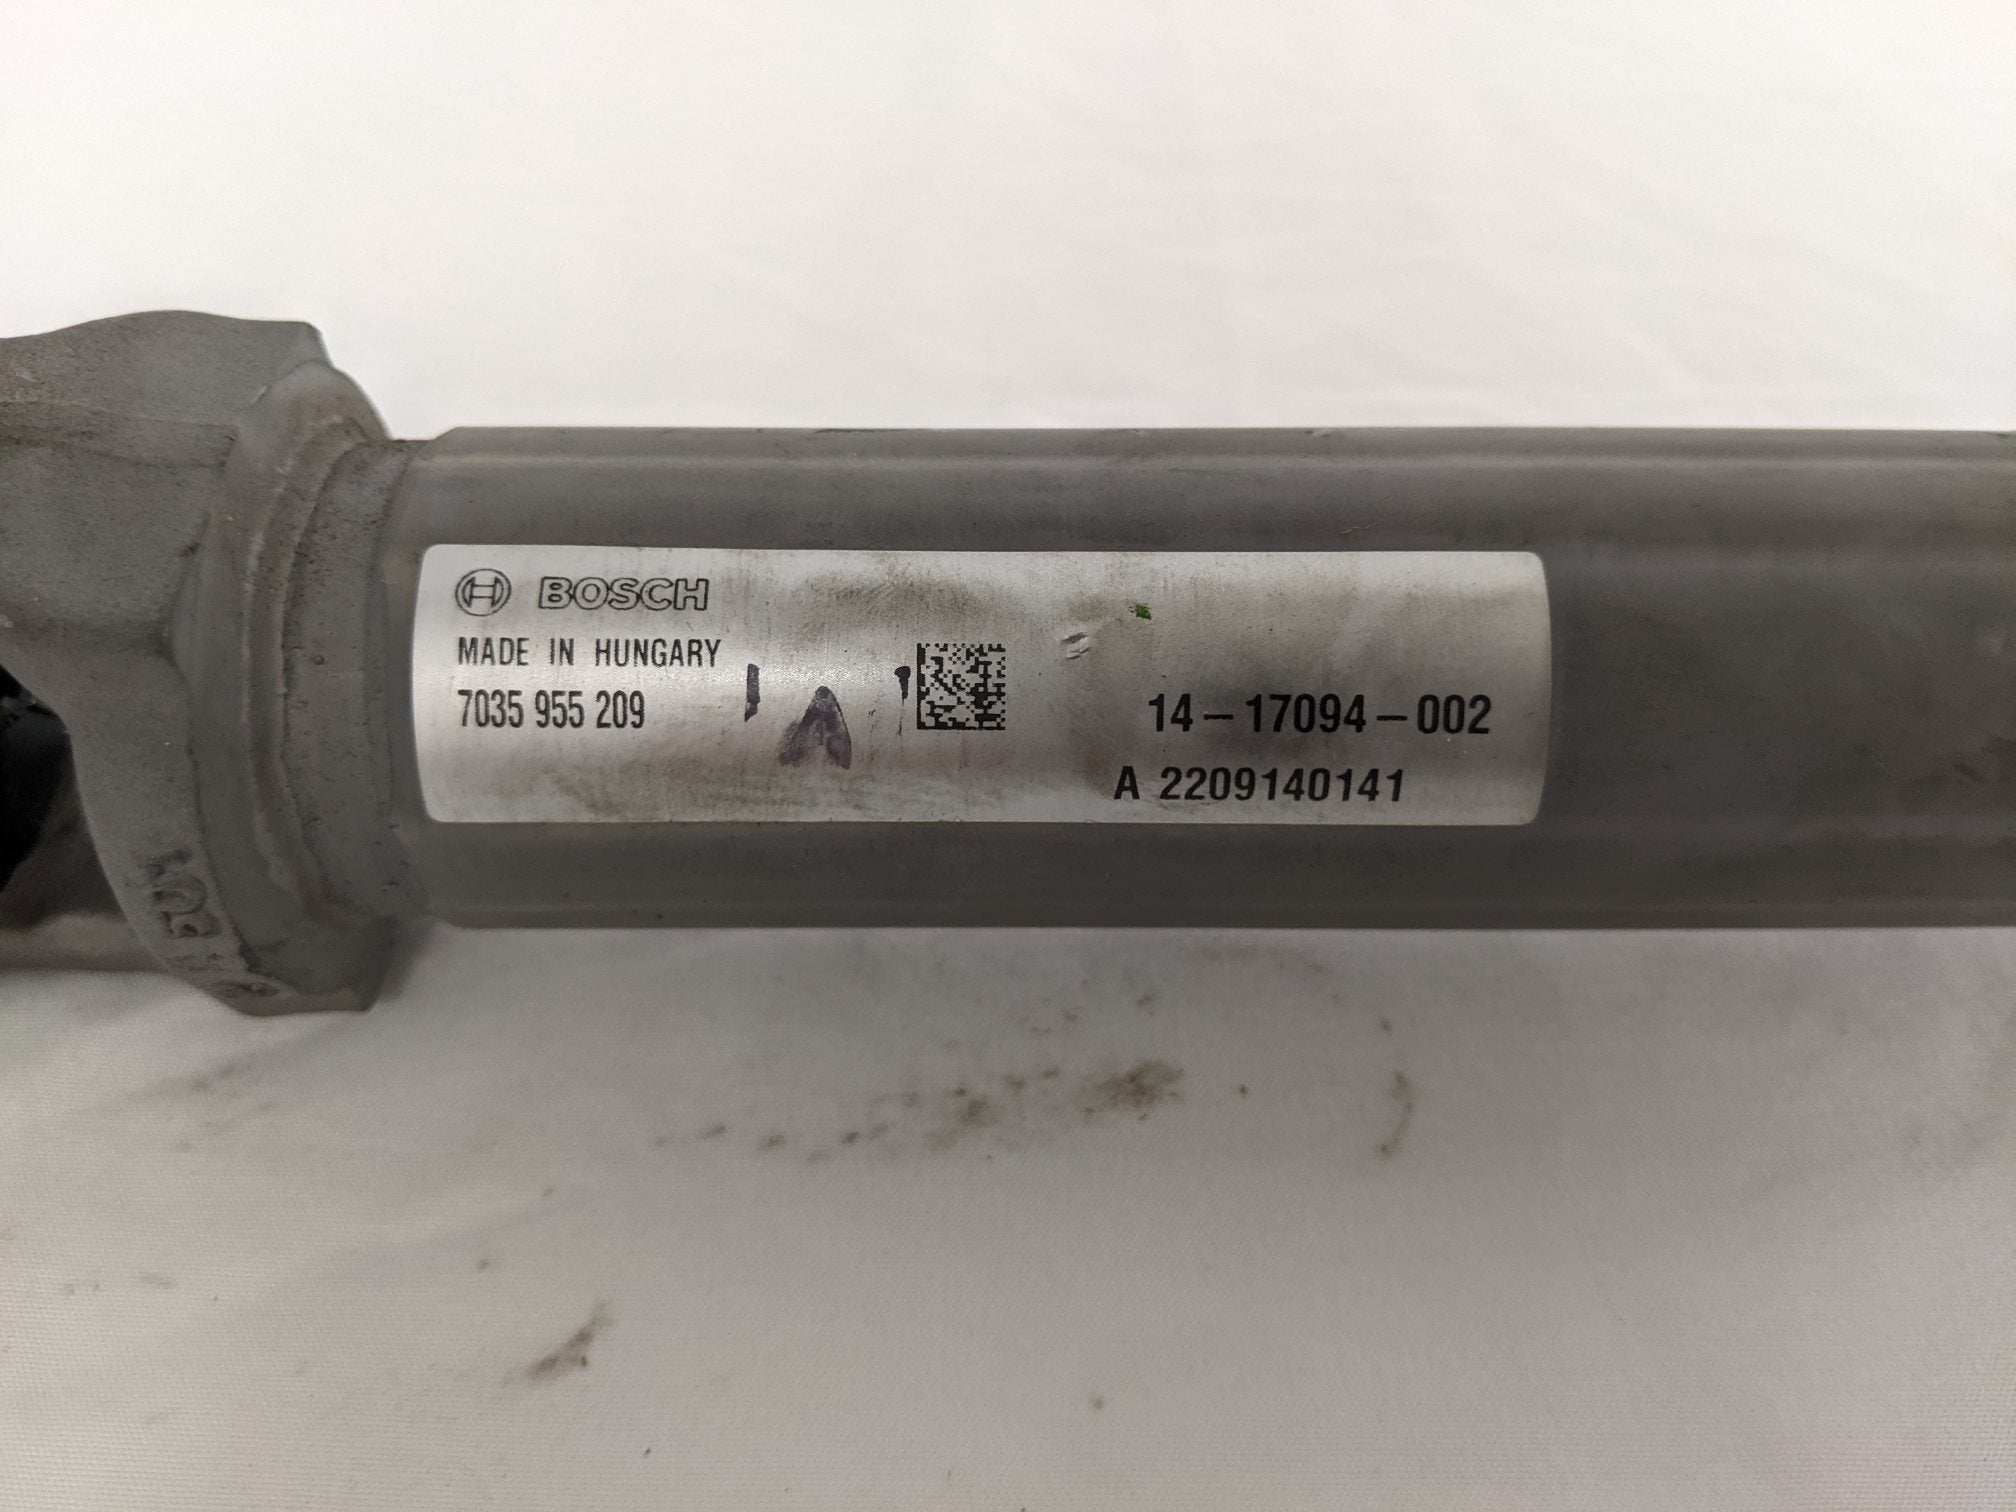 BOSCH
MADE IN HUNGARY
7035 955 209
14-17094-002
A 2209140141